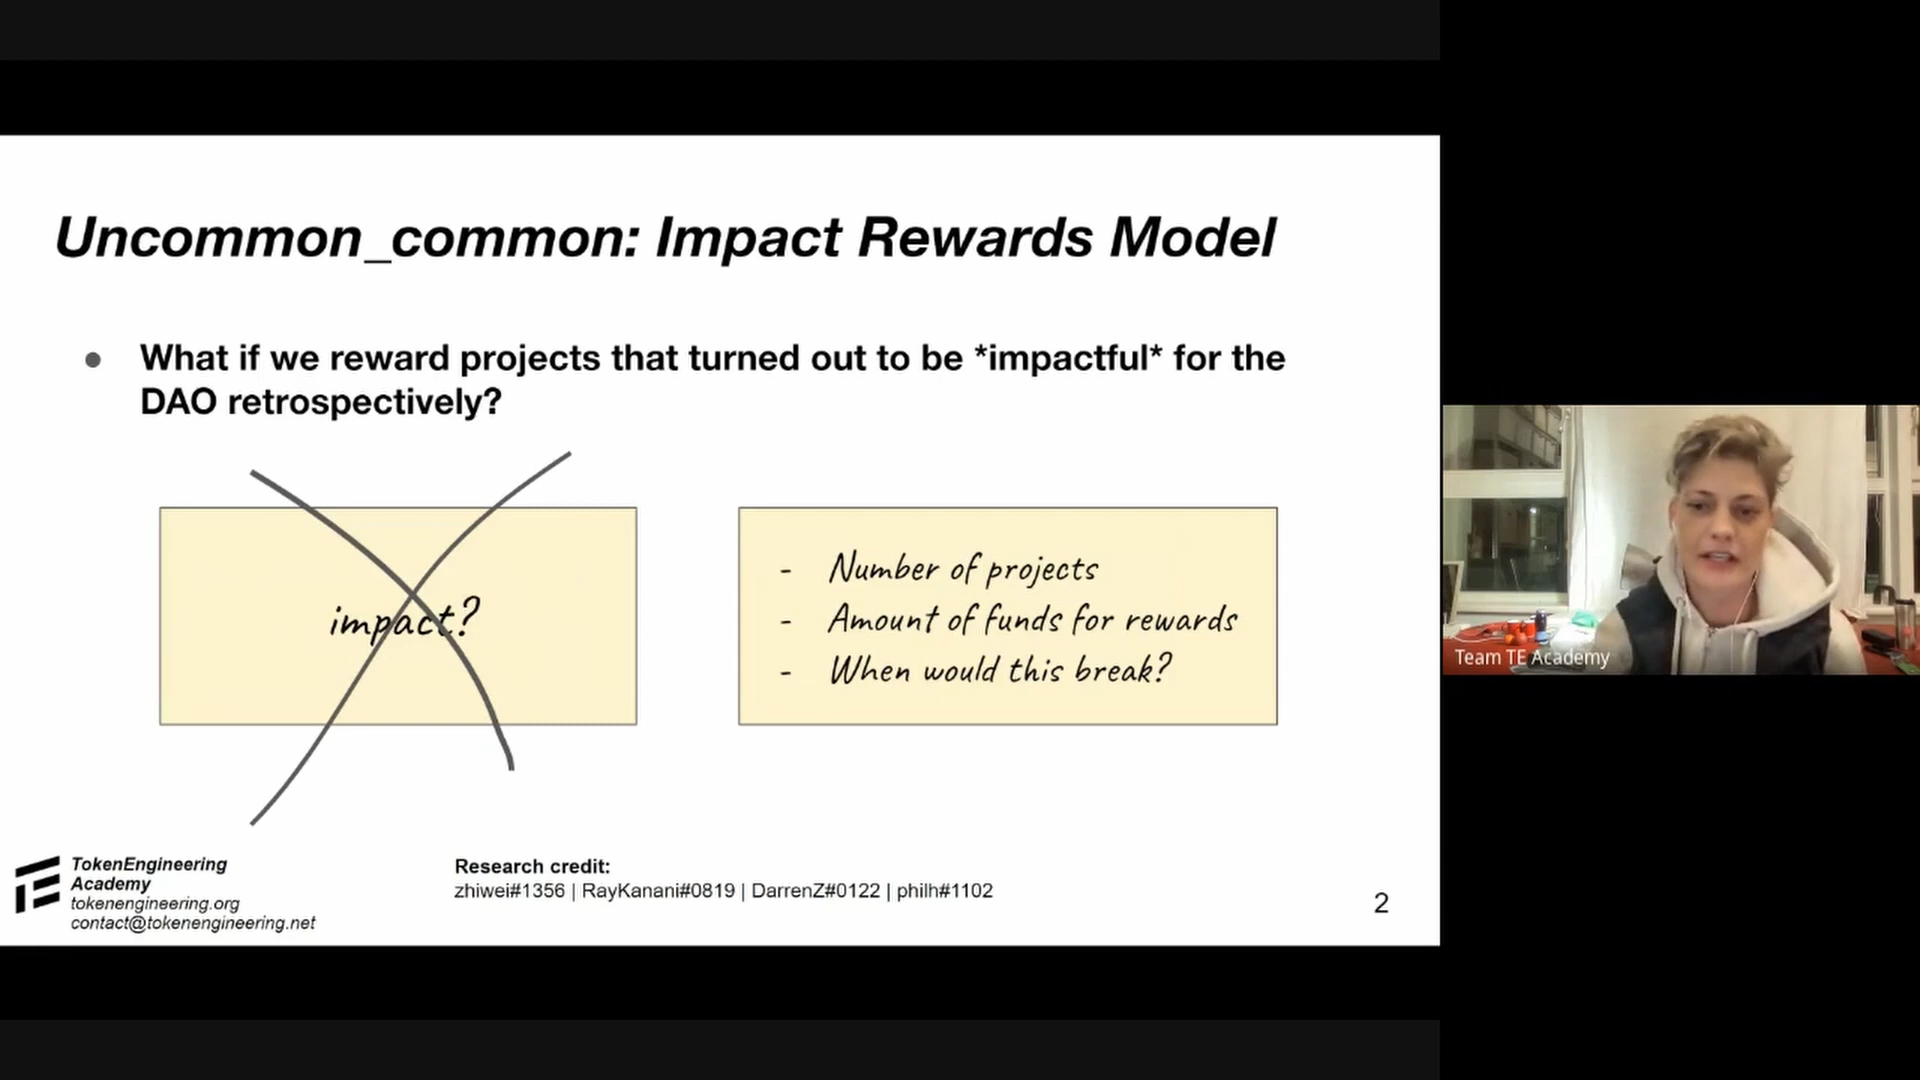 Uncommon_common: Impact Rewards Model
● What if we reward projects that turned out to be *impactful* for the
DAO retrospectively?
impact?
- Number of projects
- Amount of funds for rewards
- When would this break?
Team TE Academy
TokenEngineering
Academy
tokenengineering.org
contact@tokenengineering.net
Research credit:
zhiwei#1356 | RayKanani#0819 | DarrenZ#0122 | philh#1102
2